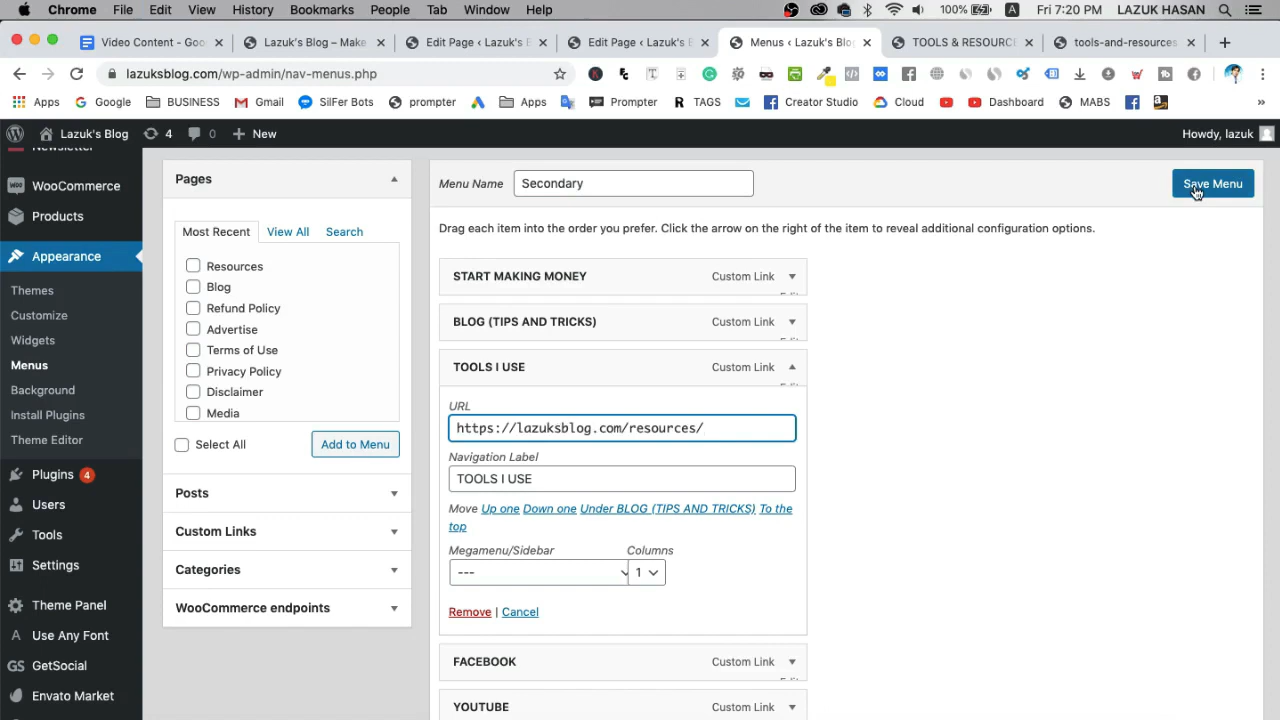 Chrome File Edit View History Bookmarks People Tab Window Help 100% A Fri 7:20 PM LAZUK HASAN
Video Content - Goo Lazuk's Blog – Make Edit Page ‹ Lazuk's B Edit Page ‹ Lazuk's B Menus ‹ Lazuk's Blo TOOLS & RESOURCE tools-and-resources
lazuksblog.com/wp-admin/nav-menus.php
Apps Google BUSINESS Gmail SilFer Bots prompter Apps Prompter R TAGS Creator Studio Cloud Dashboard MABS »
Lazuk's Blog 4 0 New Howdy, lazuk
Newsletter
WooCommerce
Products
Appearance
Themes
Customize
Widgets
Menus
Background
Install Plugins
Theme Editor
Plugins 4
Users
Tools
Settings
Theme Panel
A Use Any Font
GS GetSocial
Envato Market
Pages
Most Recent View All Search
Resources
Blog
Refund Policy
Advertise
Terms of Use
Privacy Policy
Disclaimer
Media
Select All Add to Menu
Posts
Custom Links
Categories
WooCommerce endpoints
Menu Name Secondary Save Menu
Drag each item into the order you prefer. Click the arrow on the right of the item to reveal additional configuration options.
START MAKING MONEY Custom Link
Edit
BLOG (TIPS AND TRICKS) Custom Link
Edit
TOOLS I USE Custom Link
Edit
URL
https://lazuksblog.com/resources/
Navigation Label
TOOLS I USE
Move Up one Down one Under BLOG (TIPS AND TRICKS) To the
top
Megamenu/Sidebar Columns
--- 1
Remove | Cancel
FACEBOOK Custom Link
Edit
YOUTUBE Custom Link